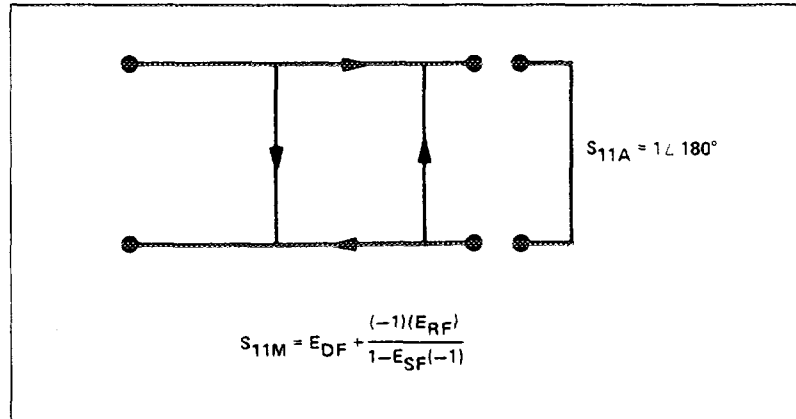 S11A = 1∠ 180°
S11M = EDF + (−1)(ERF) / 1−ESF(−1)